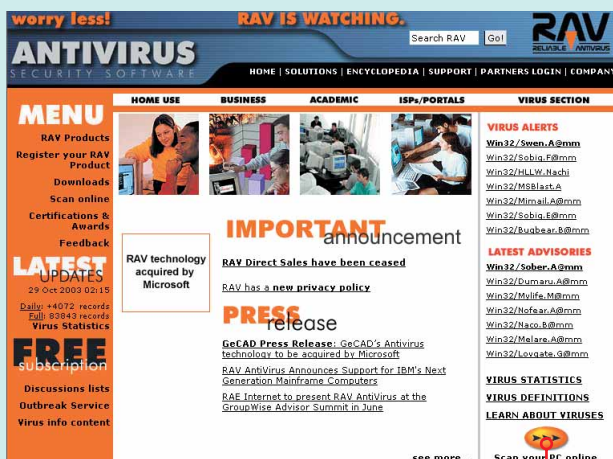 worry less!
RAV IS WATCHING.
Search RAV
Go!
RAV
RELIABLE ANTIVIRUS
ANTIVIRUS
SECURITY SOFTWARE
HOME | SOLUTIONS | ENCYCLOPEDIA | SUPPORT | PARTNERS LOGIN | COMPANY
HOME USE
BUSINESS
ACADEMIC
ISPs/PORTALS
VIRUS SECTION
MENU
RAV Products
Register your RAV
Product
Downloads
Scan online
Certifications &
Awards
Feedback
LATEST
UPDATES
29 Oct 2003 02:15
Daily: +4072 records
Full: 83843 records
Virus Statistics
FREE
subscription
Discussions lists
Outbreak Service
Virus info content
RAV technology
acquired by
Microsoft
IMPORTANT
announcement
RAV Direct Sales have been ceased
RAV has a new privacy policy
PRESS
release
GeCAD Press Release: GeCAD's Antivirus
technology to be acquired by Microsoft
RAV AntiVirus Announces Support for IBM's Next
Generation Mainframe Computers
RAE Internet to present RAV AntiVirus at the
GroupWise Advisor Summit in June
see more
VIRUS ALERTS
Win32/Swen.A@mm
Win32/Sobig.F@mm
Win32/HLLW.Nachi
Win32/MSBlast.A
Win32/Mimail.A@mm
Win32/Sobig.E@mm
Win32/Bugbear.B@mm
LATEST ADVISORIES
Win32/Sober.A@mm
Win32/Dumaru.A@mm
Win32/Mylife.M@mm
Win32/Nofear.A@mm
Win32/Naco.B@mm
Win32/Melare.A@mm
Win32/Lovgate.G@mm
VIRUS STATISTICS
VIRUS DEFINITIONS
LEARN ABOUT VIRUSES
Scan your PC online